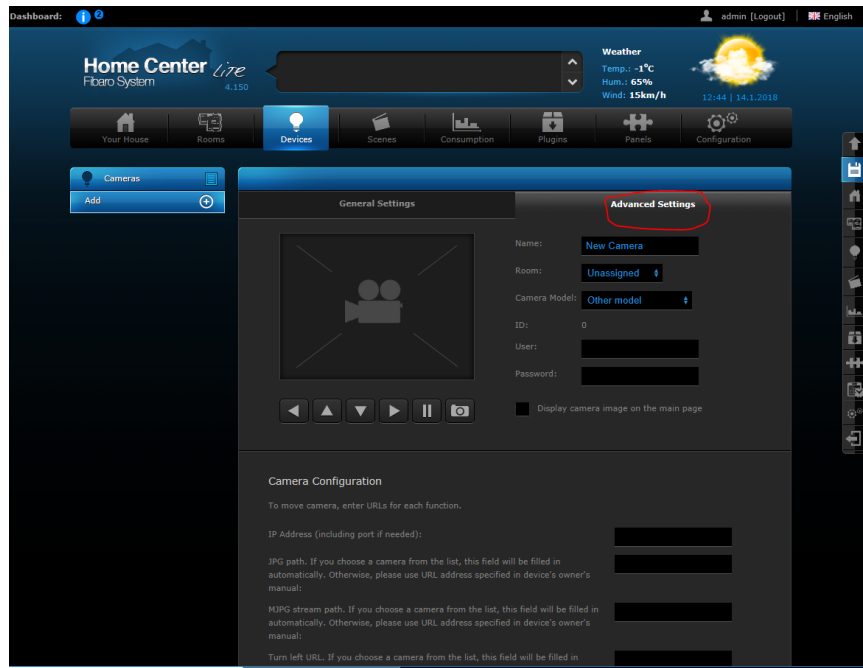 Dashboard: 2 admin [Logout] English
Home Center Lite
Fibaro System
4.150
Weather
Temp.: -1°C
Hum.: 65%
Wind: 15km/h
12:44 | 14.1.2018
Your House Rooms Devices Scenes Consumption Plugins Panels Configuration
Cameras
Add
General Settings Advanced Settings
Name: New Camera
Room: Unassigned
Camera Model: Other model
ID: 0
User:
Password:
Display camera image on the main page
Camera Configuration
To move camera, enter URLs for each function.
IP Address (including port if needed):
JPG path. If you choose a camera from the list, this field will be filled in
automatically. Otherwise, please use URL address specified in device's owner's
manual:
MJPG stream path. If you choose a camera from the list, this field will be filled in
automatically. Otherwise, please use URL address specified in device's owner's
manual:
Turn left URL. If you choose a camera from the list, this field will be filled in